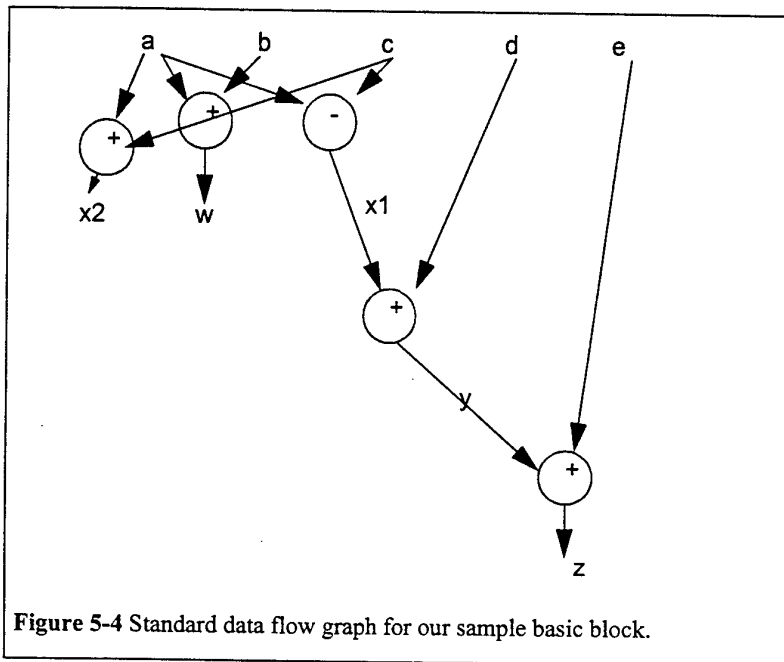 a b c d e
+ + -
x2 w x1
+
y
+
z
Figure 5-4 Standard data flow graph for our sample basic block.